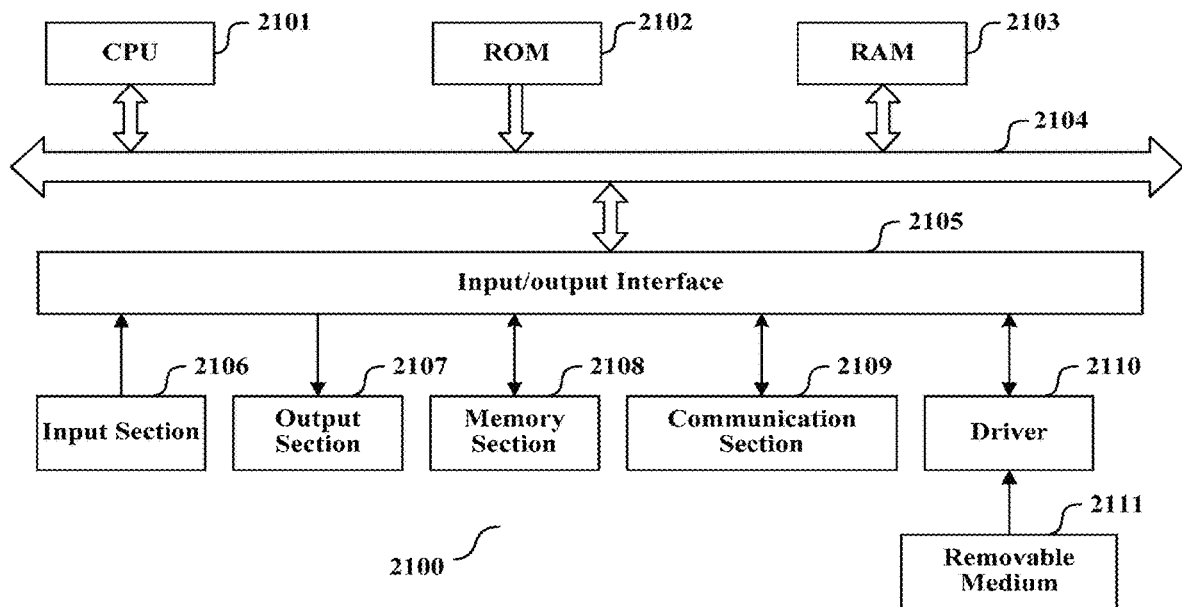 2101
2102
2103
CPU
ROM
RAM
2104
2105
Input/output Interface
2106
2107
2108
2109
2110
Input Section
Output
Section
Memory
Section
Communication
Section
Driver
2111
2100
Removable
Medium